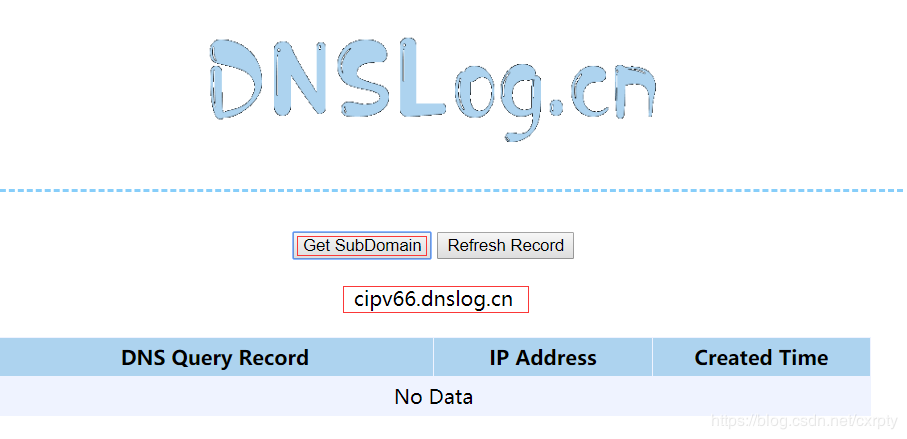 DNSLog.cn
Get SubDomain Refresh Record
cipv66.dnslog.cn
DNS Query Record IP Address Created Time
No Data
https://blog.csdn.net/cxrpty